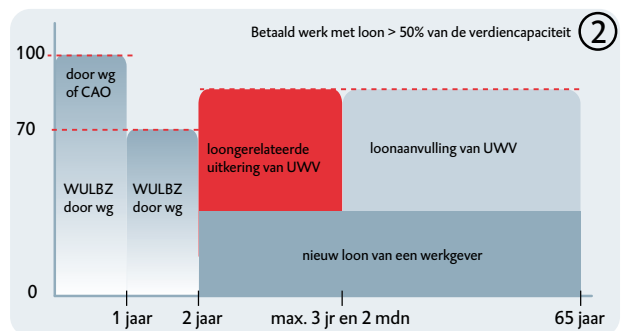 Betaald werk met loon > 50% van de verdiencapaciteit 2
100
door wg
of CAO
70
loongerelateerde
uitkering van UWV
loonaanvulling van UWV
WULBZ
door wg
WULBZ
door wg
nieuw loon van een werkgever
0
1 jaar 2 jaar max. 3 jr en 2 mdn 65 jaar